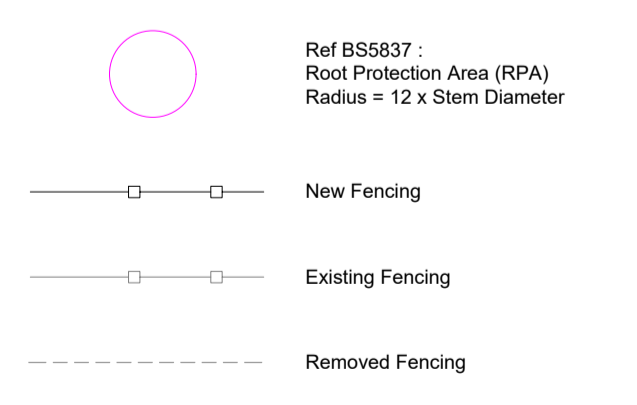 Ref BS5837 :
Root Protection Area (RPA)
Radius = 12 x Stem Diameter
New Fencing
Existing Fencing
Removed Fencing